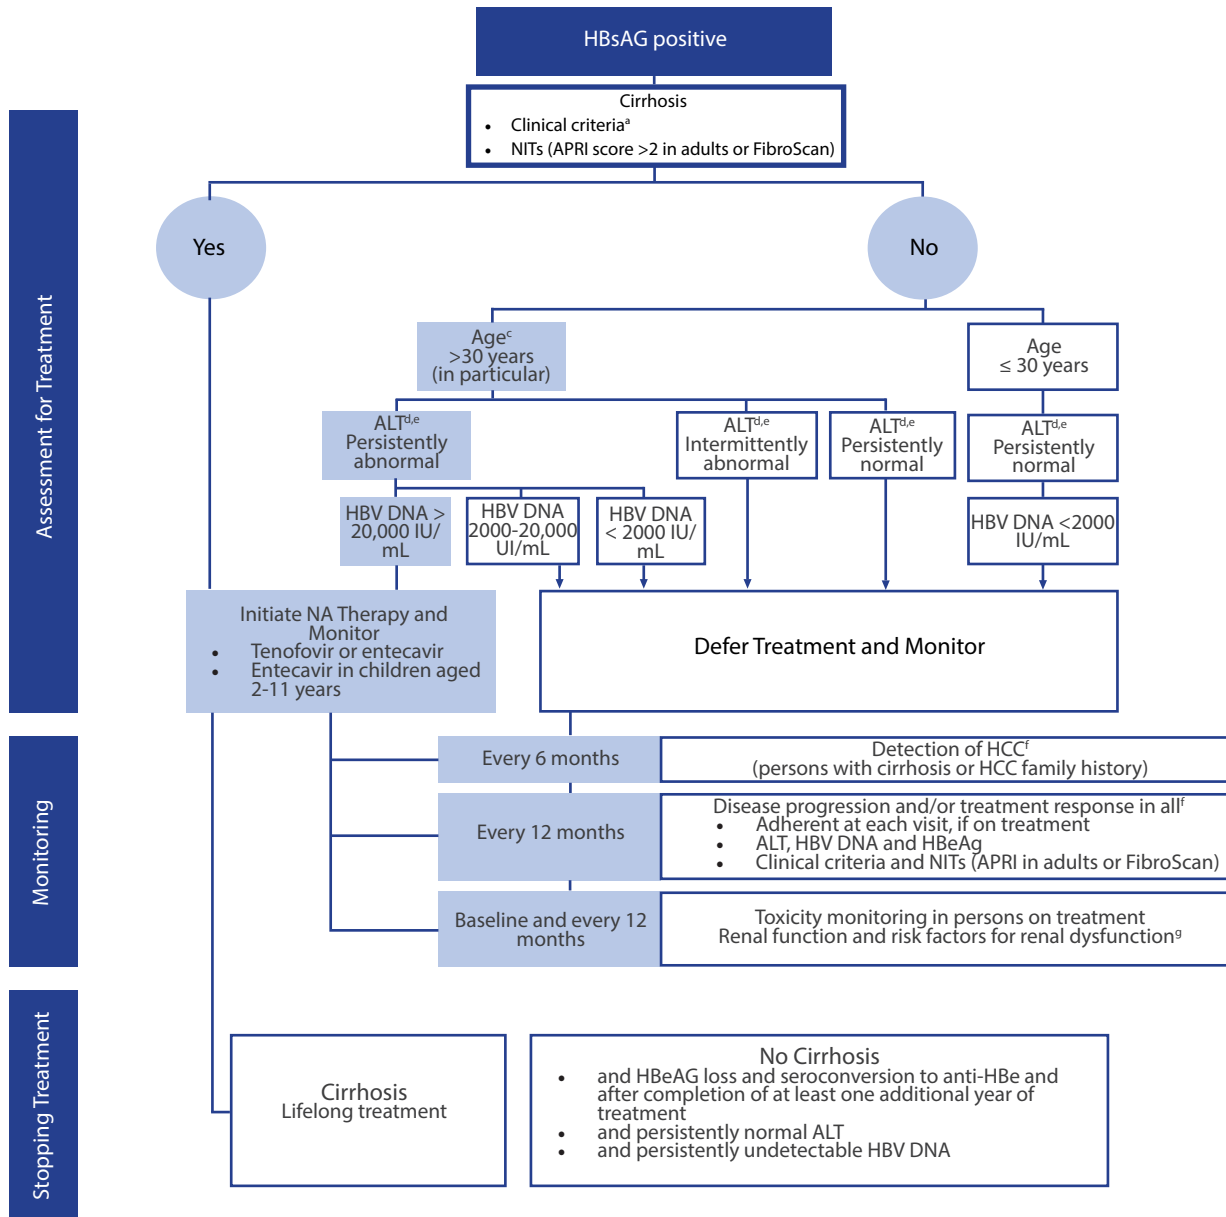 HBsAG positive
Assessment for Treatment
Cirrhosis
• Clinical criteriaᵃ
• NITs (APRI score >2 in adults or FibroScan)
Yes
No
Ageᶜ
>30 years
(in particular)
Age
≤ 30 years
ALTᵈ,ᵉ
Persistently
abnormal
ALTᵈ,ᵉ
Intermittently
abnormal
ALTᵈ,ᵉ
Persistently
normal
ALTᵈ,ᵉ
Persistently
normal
HBV DNA >
20,000 IU/
mL
HBV DNA
2000-20,000
UI/mL
HBV DNA
< 2000 IU/
mL
HBV DNA <2000
IU/mL
Initiate NA Therapy and
Monitor
• Tenofovir or entecavir
• Entecavir in children aged
2-11 years
Defer Treatment and Monitor
Monitoring
Every 6 months
Detection of HCCᶠ
(persons with cirrhosis or HCC family history)
Every 12 months
Disease progression and/or treatment response in allᶠ
• Adherent at each visit, if on treatment
• ALT, HBV DNA and HBeAg
• Clinical criteria and NITs (APRI in adults or FibroScan)
Baseline and every 12
months
Toxicity monitoring in persons on treatment
Renal function and risk factors for renal dysfunctionᵍ
Stopping Treatment
Cirrhosis
Lifelong treatment
No Cirrhosis
• and HBeAG loss and seroconversion to anti-HBe and
after completion of at least one additional year of
treatment
• and persistently normal ALT
• and persistently undetectable HBV DNA